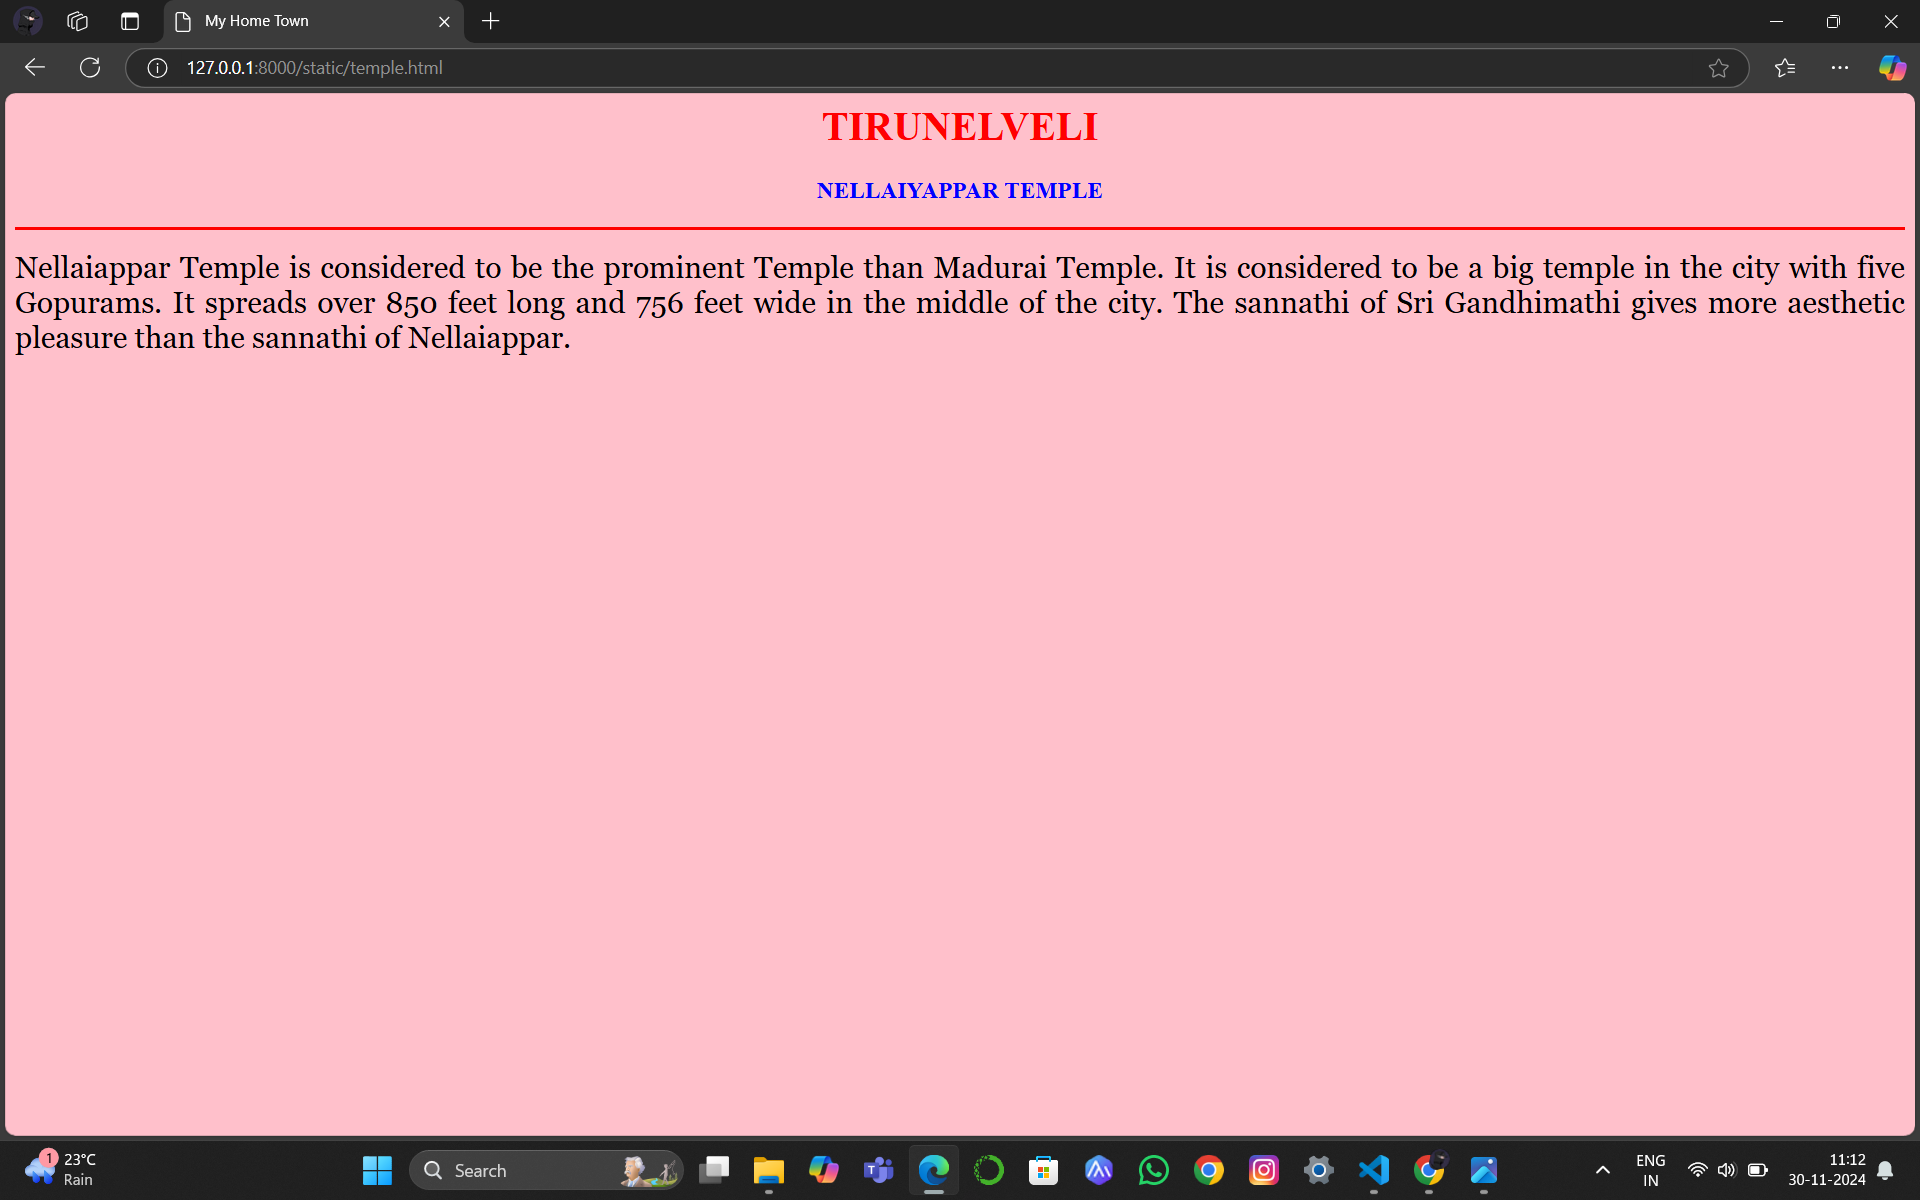 My Home Town
127.0.0.1:8000/static/temple.html
TIRUNELVELI
NELLAIYAPPAR TEMPLE
Nellaiappar Temple is considered to be the prominent Temple than Madurai Temple. It is considered to be a big temple in the city with five
Gopurams. It spreads over 850 feet long and 756 feet wide in the middle of the city. The sannathi of Sri Gandhimathi gives more aesthetic
pleasure than the sannathi of Nellaiappar.
1
23°C
Rain
Search
ENG
IN
11:12
30-11-2024